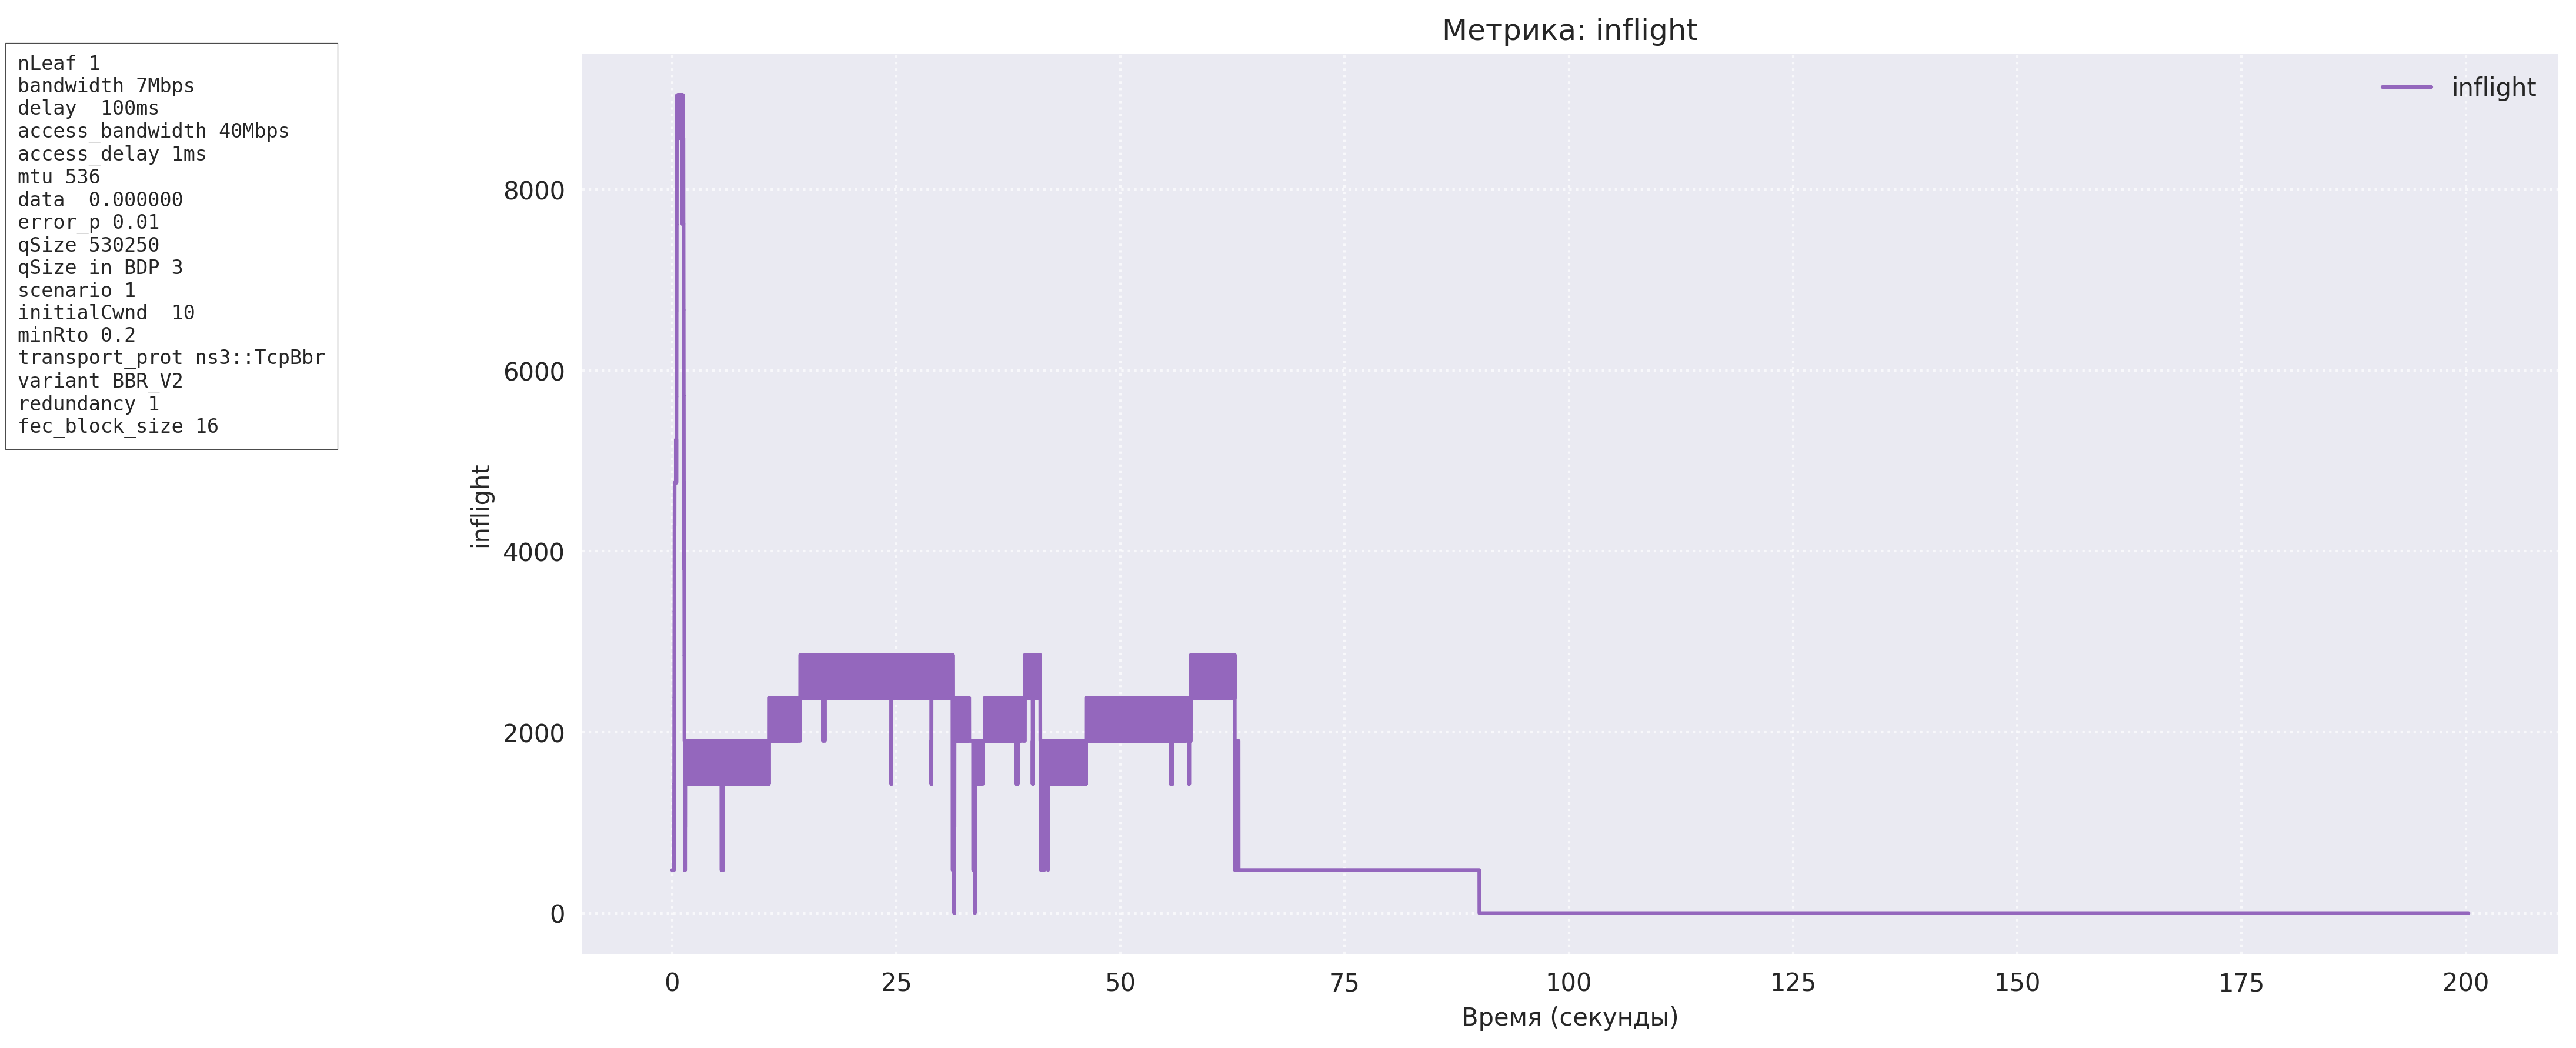 Метрика: inflight
nLeaf 1
bandwidth 7Mbps
delay  100ms
access_bandwidth 40Mbps
access_delay 1ms
mtu 536
data  0.000000
error_p 0.01
qSize 530250
qSize in BDP 3
scenario 1
initialCwnd  10
minRto 0.2
transport_prot ns3::TcpBbr
variant BBR_V2
redundancy 1
fec_block_size 16
inflight
inflight
8000
6000
4000
2000
0
0 25 50 75 100 125 150 175 200
Время (секунды)